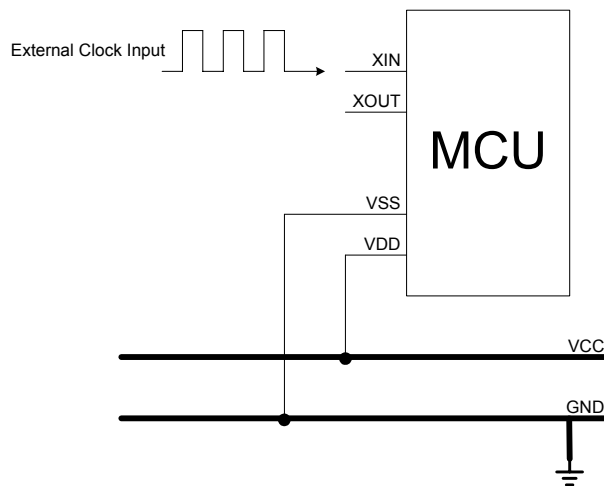 External Clock Input
XIN
XOUT
MCU
VSS
VDD
VCC
GND